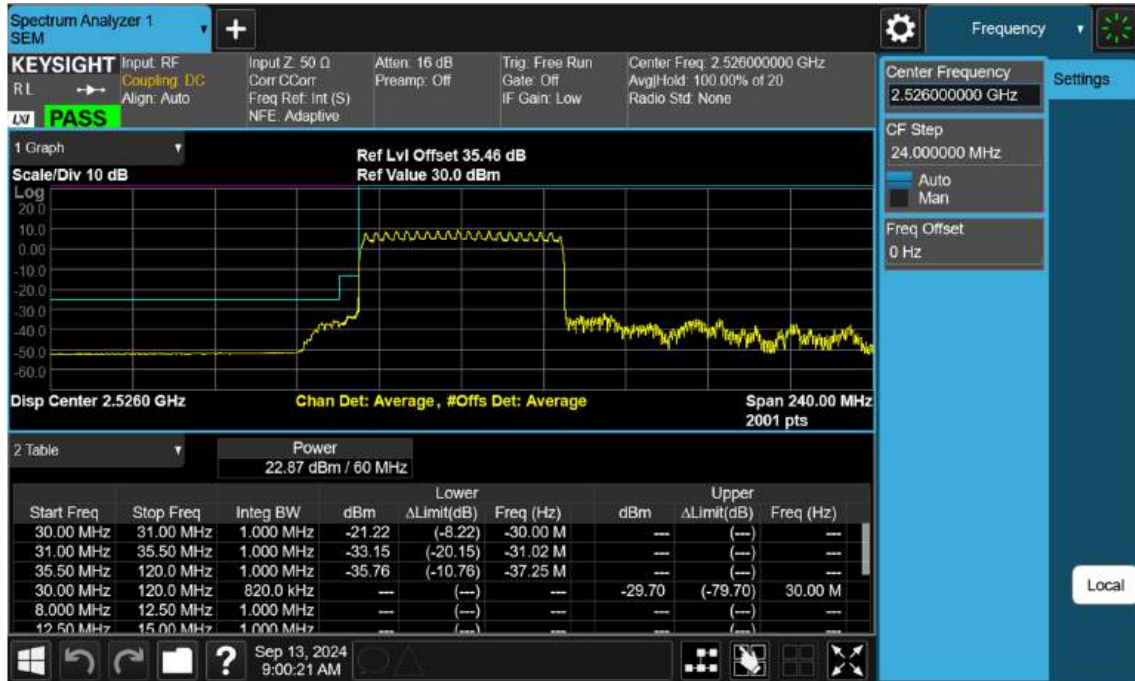 Spectrum Analyzer 1
SEM
Frequency
KEYSIGHT
R L
LXI
PASS
Input: RF
Coupling: DC
Align: Auto
Input Z: 50 Ω
Corr CCorr
Freq Ref: Int (S)
NFE: Adaptive
Atten: 16 dB
Preamp: Off
Trig: Free Run
Gate: Off
IF Gain: Low
Center Freq: 2.526000000 GHz
Avg|Hold: 100.00% of 20
Radio Std: None
Center Frequency
2.526000000 GHz
Settings
CF Step
24.000000 MHz
Auto
Man
Freq Offset
0 Hz
1 Graph
Scale/Div 10 dB
Ref Lvl Offset 35.46 dB
Ref Value 30.0 dBm
Log
20.0
10.0
0.00
-10.0
-20.0
-30.0
-40.0
-50.0
-60.0
Disp Center 2.5260 GHz
Chan Det: Average, #Offs Det: Average
Span 240.00 MHz
2001 pts
2 Table
Power
22.87 dBm / 60 MHz
Lower Upper
Start Freq Stop Freq Integ BW dBm ΔLimit(dB) Freq (Hz) dBm ΔLimit(dB) Freq (Hz)
30.00 MHz 31.00 MHz 1.000 MHz -21.22 (-8.22) -30.00 M --- (---) ---
31.00 MHz 35.50 MHz 1.000 MHz -33.15 (-20.15) -31.02 M --- (---) ---
35.50 MHz 120.0 MHz 1.000 MHz -35.76 (-10.76) -37.25 M --- (---) ---
30.00 MHz 120.0 MHz 820.0 kHz --- (---) --- -29.70 (-79.70) 30.00 M
8.000 MHz 12.50 MHz 1.000 MHz --- (---) --- --- (---) ---
12.50 MHz 15.00 MHz 1.000 MHz --- (---) --- --- (---) ---
Local
?
Sep 13, 2024
9:00:21 AM